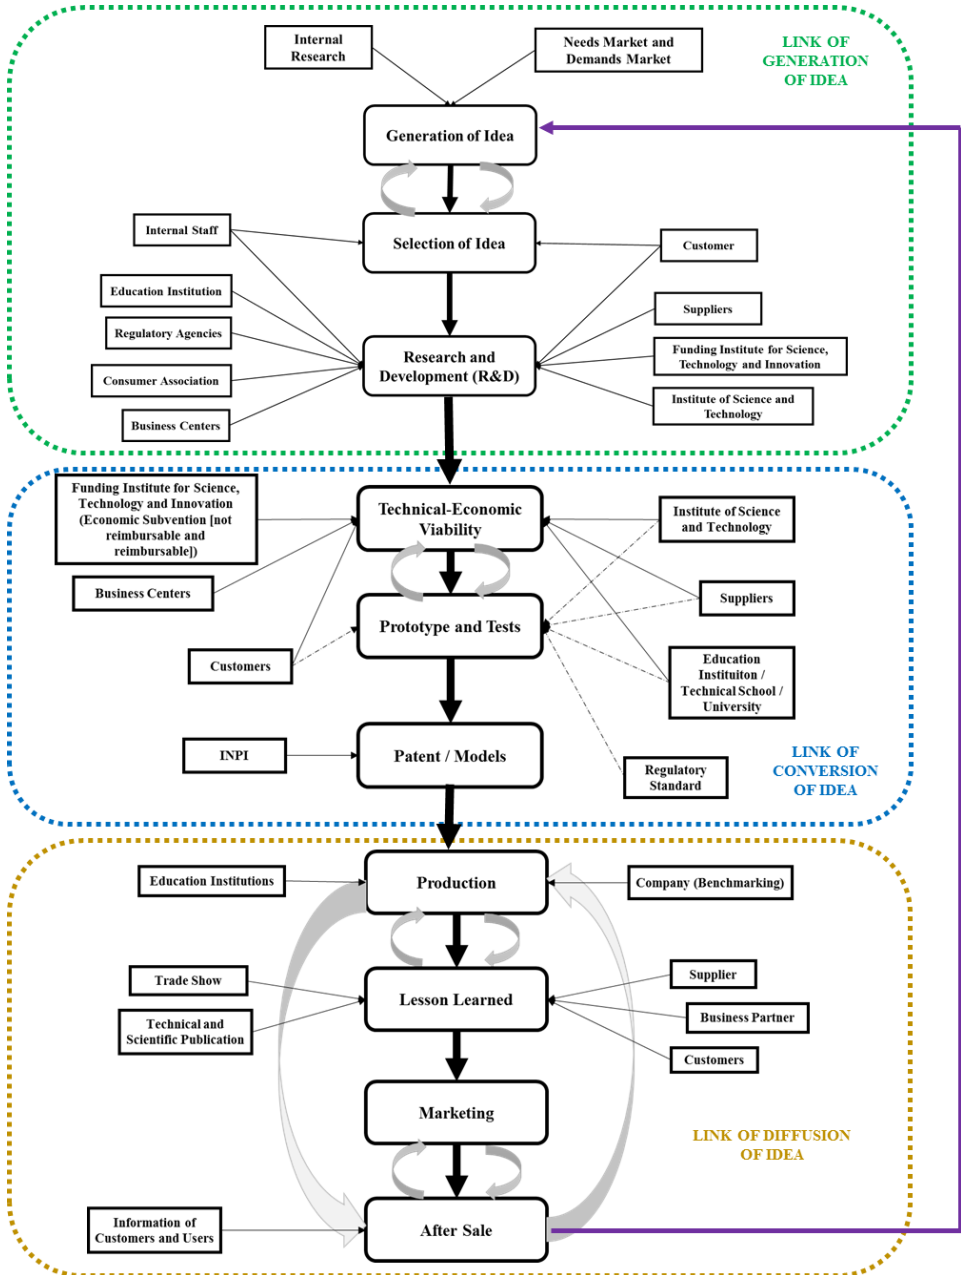 Internal
Research
Needs Market and
Demands Market
LINK OF
GENERATION
OF IDEA
Generation of Idea
Internal Staff
Selection of Idea
Customer
Education Institution
Suppliers
Regulatory Agencies
Research and
Development (R&D)
Funding Institute for Science,
Technology and Innovation
Consumer Association
Institute of Science and
Technology
Business Centers
Funding Institute for Science,
Technology and Innovation
(Economic Subvention [not
reimbursable and
reimbursable])
Technical-Economic
Viability
Institute of Science
and Technology
Business Centers
Suppliers
Prototype and Tests
Customers
Education
Instituiton /
Technical School /
University
INPI
Patent / Models
Regulatory
Standard
LINK OF
CONVERSION
OF IDEA
Education Institutions
Production
Company (Benchmarking)
Trade Show
Lesson Learned
Supplier
Technical and
Scientific Publication
Business Partner
Customers
Marketing
LINK OF DIFFUSION
OF IDEA
Information of
Customers and Users
After Sale